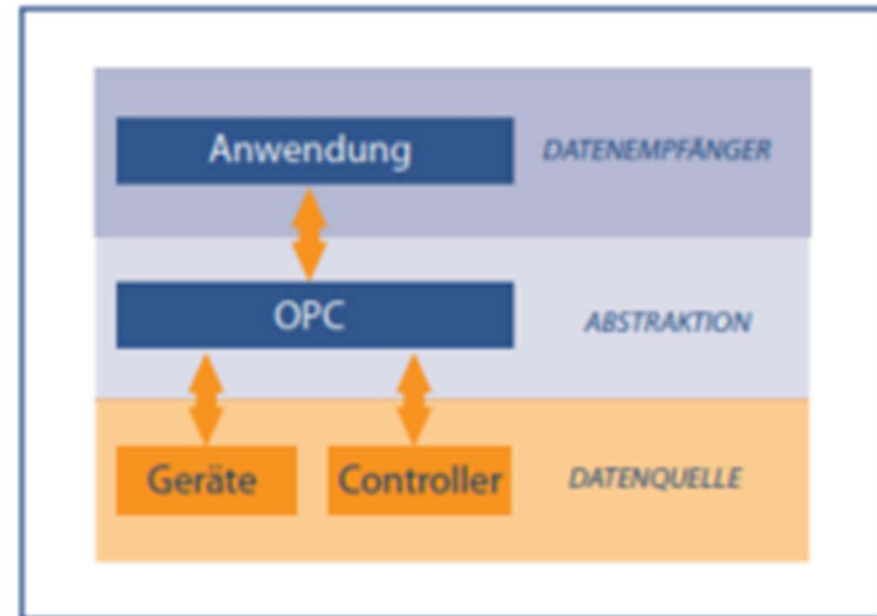 Anwendung DATENEMPFÄNGER
OPC ABSTRAKTION
Geräte Controller DATENQUELLE